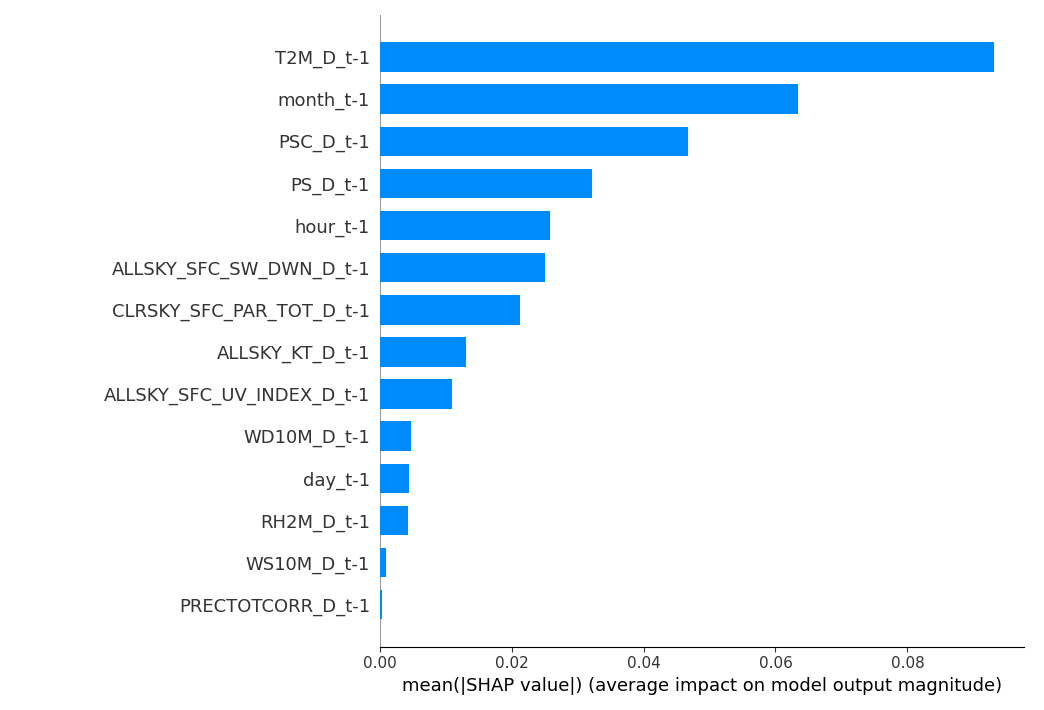 T2M_D_t-1
month_t-1
PSC_D_t-1
PS_D_t-1
hour_t-1
ALLSKY_SFC_SW_DWN_D_t-1
CLRSKY_SFC_PAR_TOT_D_t-1
ALLSKY_KT_D_t-1
ALLSKY_SFC_UV_INDEX_D_t-1
WD10M_D_t-1
day_t-1
RH2M_D_t-1
WS10M_D_t-1
PRECTOTCORR_D_t-1
0.00 0.02 0.04 0.06 0.08
mean(|SHAP value|) (average impact on model output magnitude)